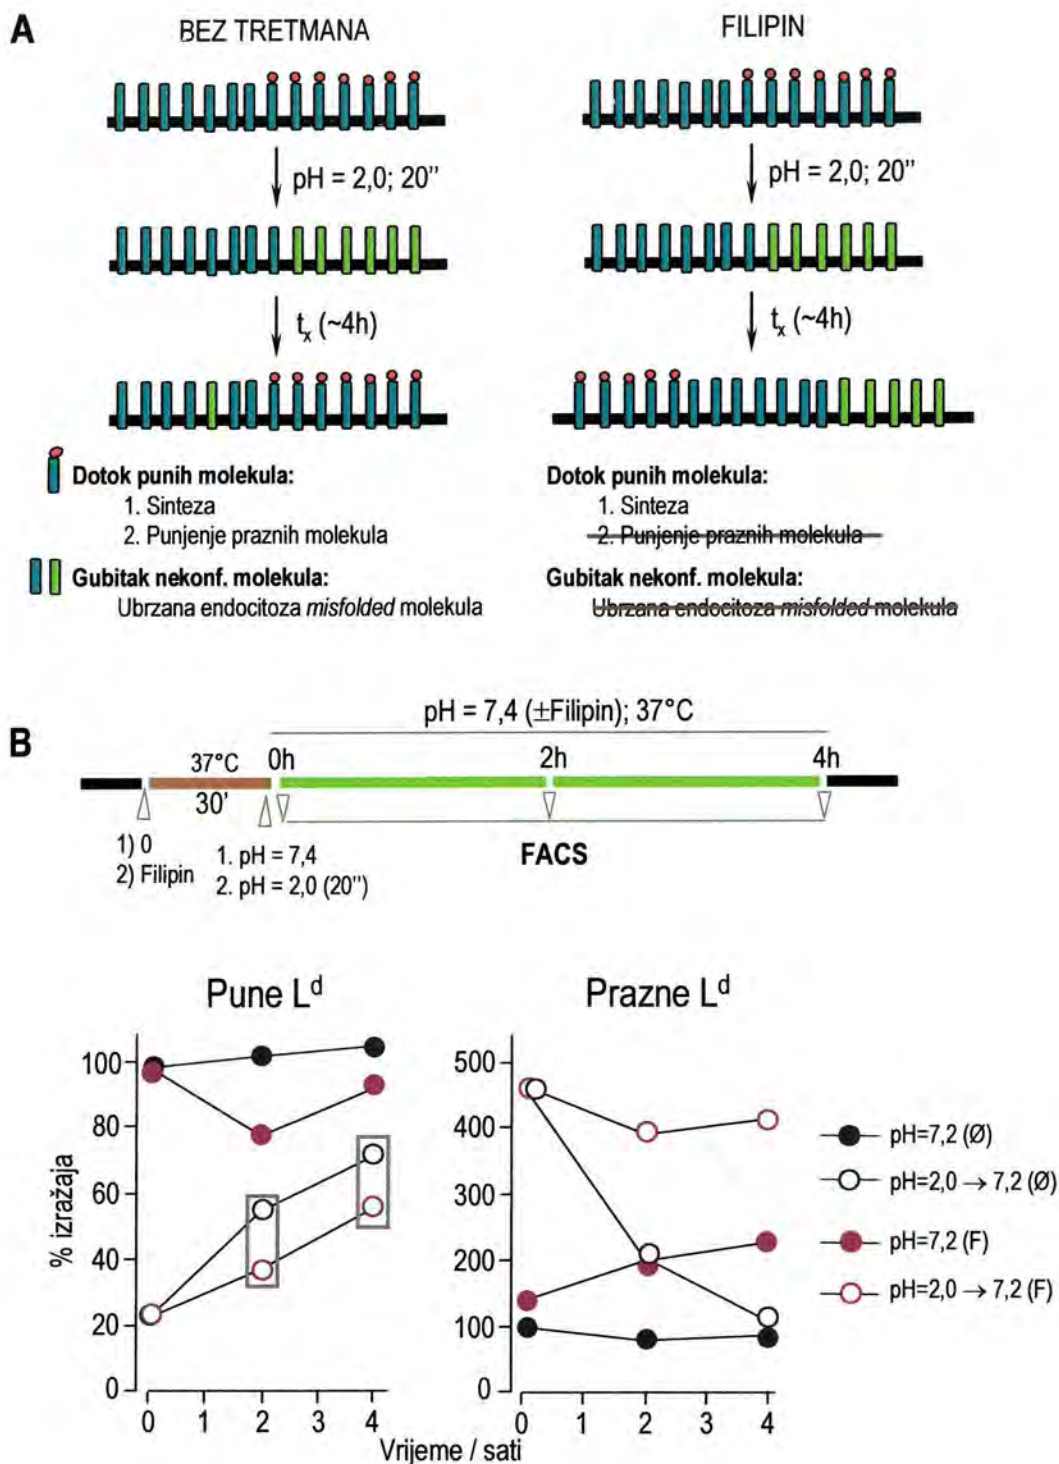 A
BEZ TRETMANA
FILIPIN
pH = 2,0; 20"
pH = 2,0; 20"
tx (~4h)
tx (~4h)
Dotok punih molekula:
1. Sinteza
2. Punjenje praznih molekula
Gubitak nekonf. molekula:
Ubrzana endocitoza misfolded molekula
Dotok punih molekula:
1. Sinteza
2. Punjenje praznih molekula
Gubitak nekonf. molekula:
Ubrzana endocitoza misfolded molekula
B
pH = 7,4 (±Filipin); 37°C
37°C
0h
2h
4h
30'
1) 0
2) Filipin
1. pH = 7,4
2. pH = 2,0 (20")
FACS
Pune Ld
% izražaja
100
80
60
40
20
0
0 1 2 3 4
Prazne Ld
500
400
300
200
100
0
0 1 2 3 4
Vrijeme / sati
pH=7,2 (Ø)
pH=2,0 → 7,2 (Ø)
pH=7,2 (F)
pH=2,0 → 7,2 (F)